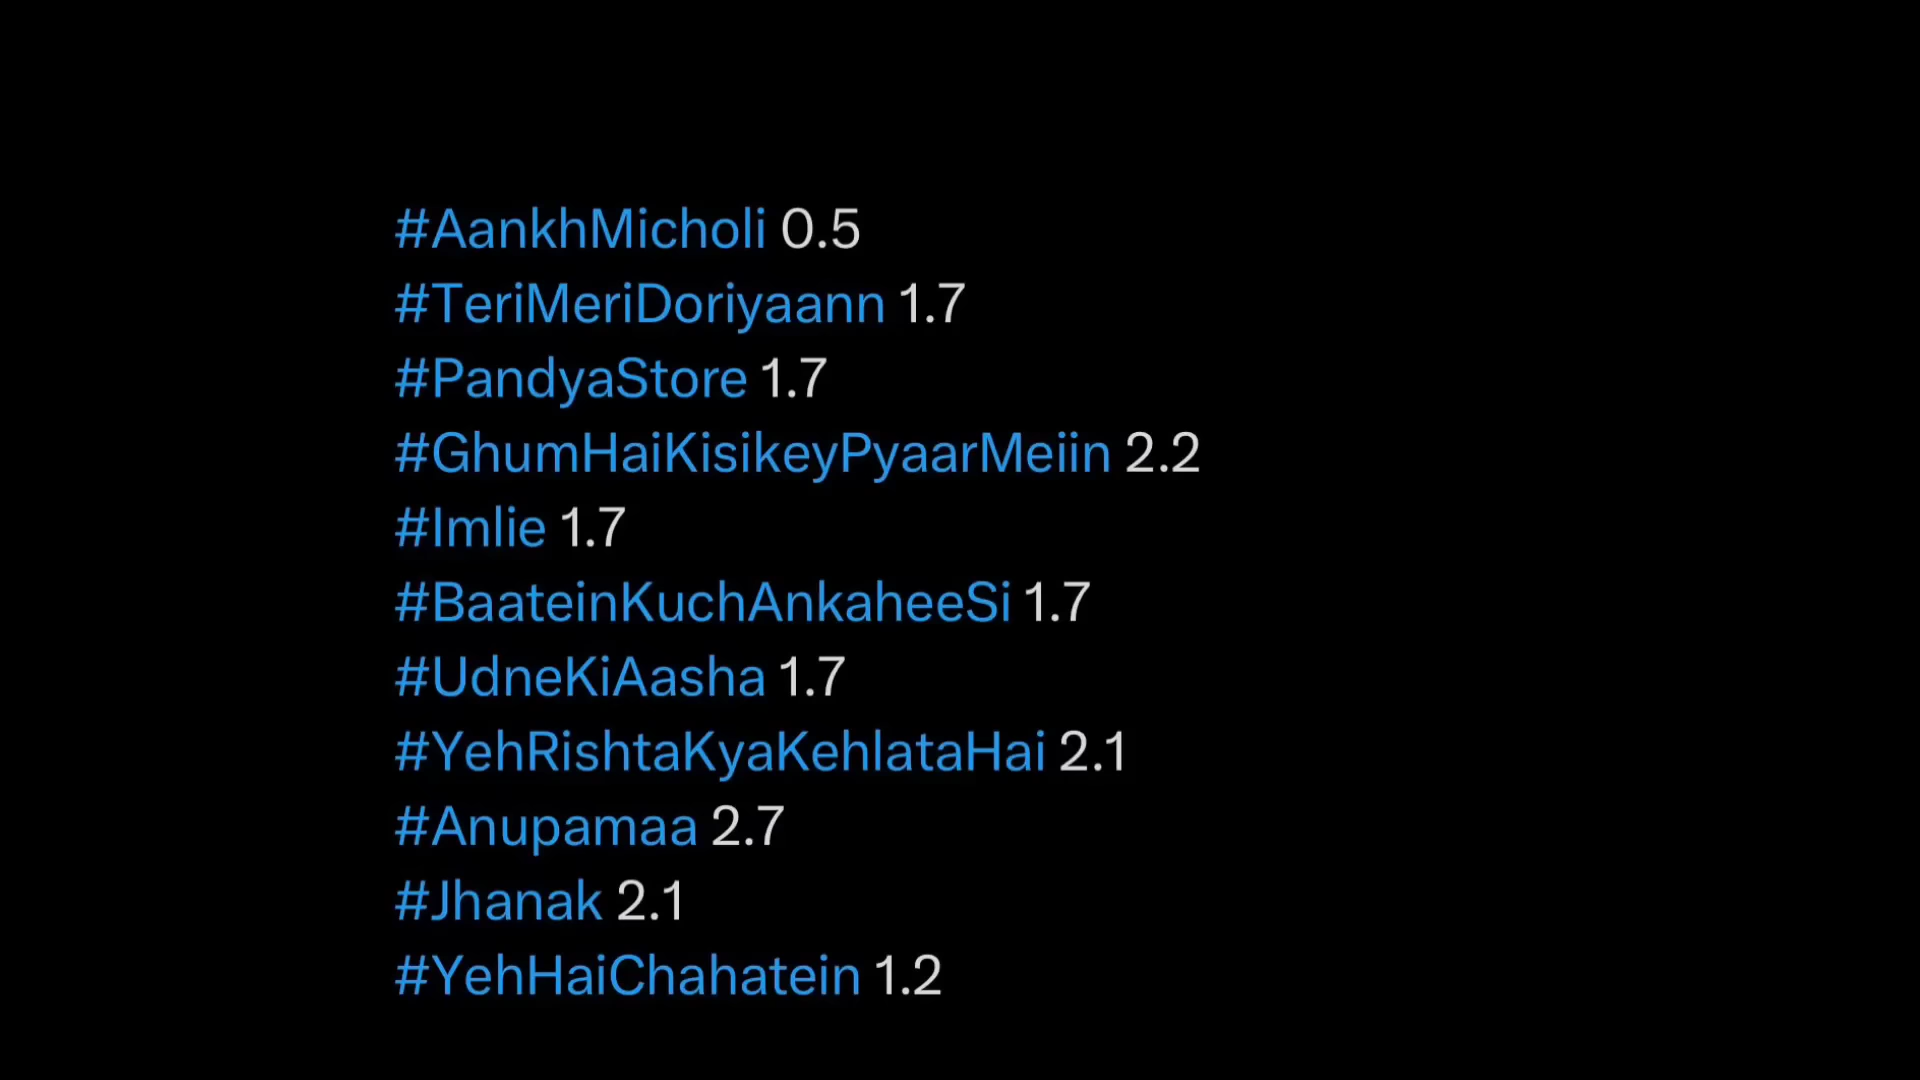 #AankhMicholi 0.5
#TeriMeriDoriyaann 1.7
#PandyaStore 1.7
#GhumHaiKisikeyPyaarMeiin 2.2
#Imlie 1.7
#BaateinKuchAnkaheeSi 1.7
#UdneKiAasha 1.7
#YehRishtaKyaKehlataHai 2.1
#Anupamaa 2.7
#Jhanak 2.1
#YehHaiChahatein 1.2